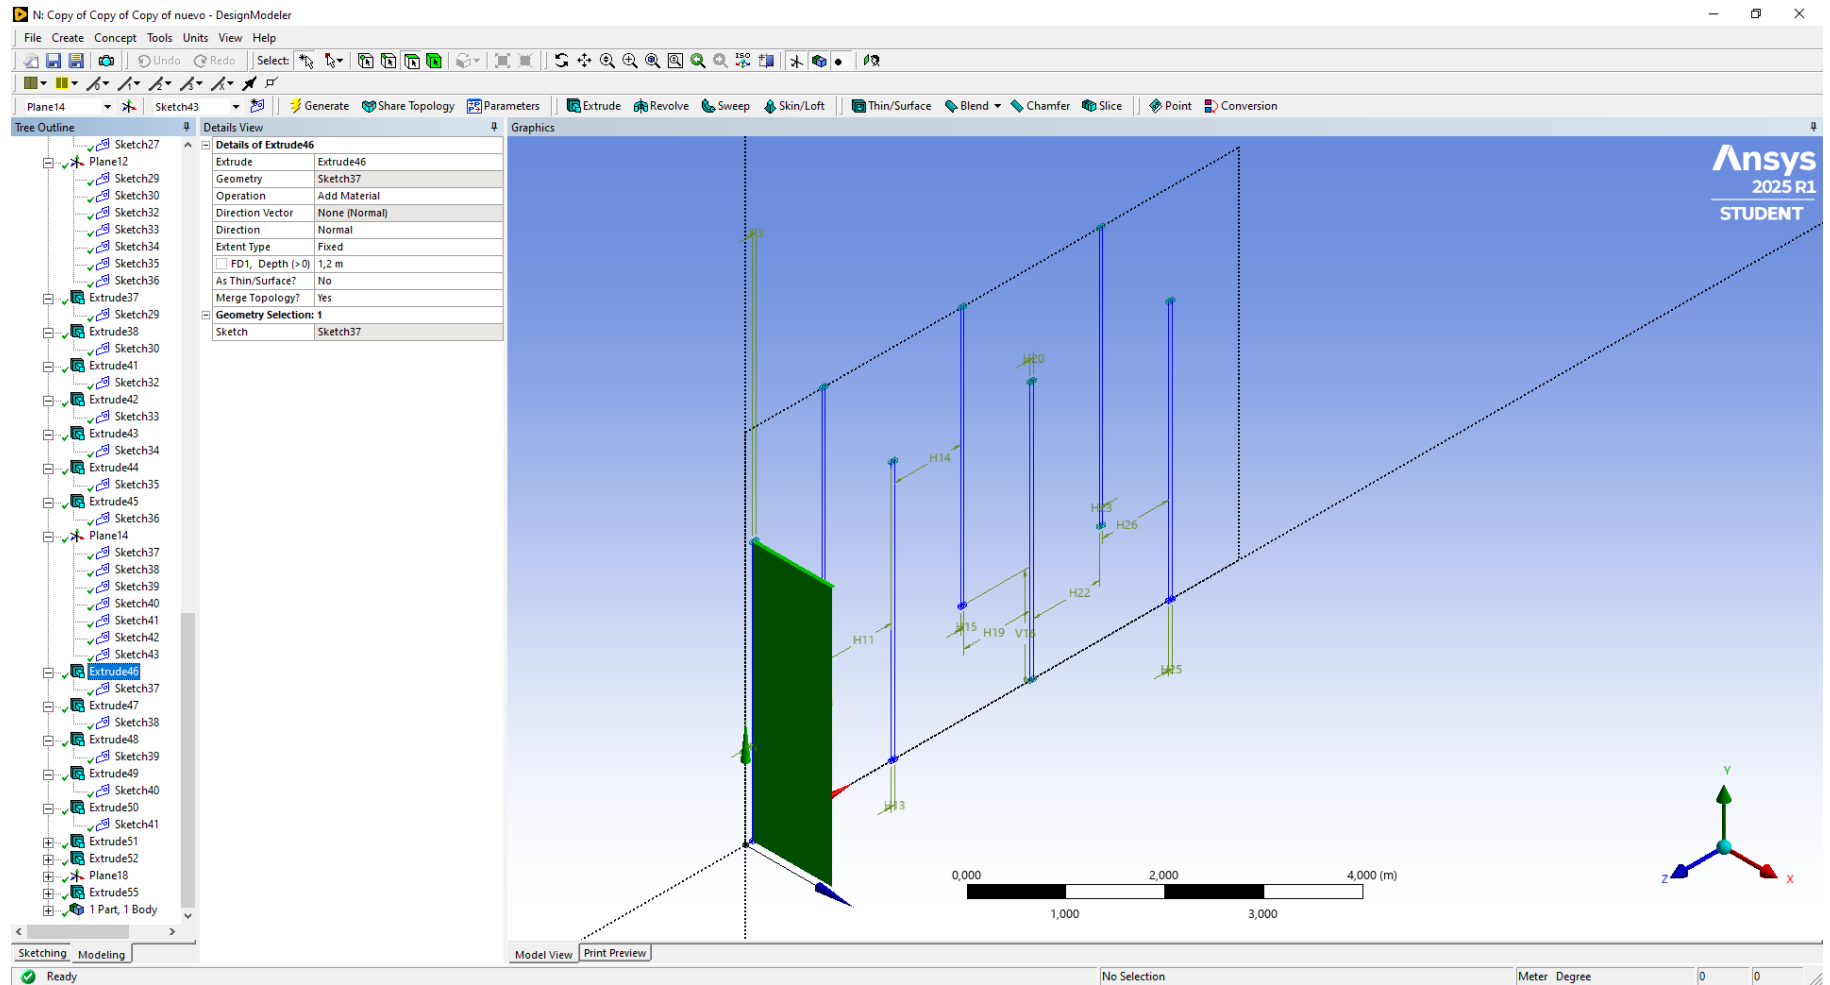 N: Copy of Copy of Copy of nuevo - DesignModeler
File Create Concept Tools Units View Help
Undo Redo Select: ISO
Plane14 Sketch43 Generate Share Topology Parameters Extrude Revolve Sweep Skin/Loft Thin/Surface Blend Chamfer Slice Point Conversion
Tree Outline
Sketch27
Plane12
Sketch29
Sketch30
Sketch32
Sketch33
Sketch34
Sketch35
Sketch36
Extrude37
Sketch29
Extrude38
Sketch30
Extrude41
Sketch32
Extrude42
Sketch33
Extrude43
Sketch34
Extrude44
Sketch35
Extrude45
Sketch36
Plane14
Sketch37
Sketch38
Sketch39
Sketch40
Sketch41
Sketch42
Sketch43
Extrude46
Sketch37
Extrude47
Sketch38
Extrude48
Sketch39
Extrude49
Sketch40
Extrude50
Sketch41
Extrude51
Extrude52
Plane18
Extrude55
1 Part, 1 Body
Sketching Modeling
Details View
Details of Extrude46
Extrude Extrude46
Geometry Sketch37
Operation Add Material
Direction Vector None (Normal)
Direction Normal
Extent Type Fixed
FD1, Depth (>0) 1,2 m
As Thin/Surface? No
Merge Topology? Yes
Geometry Selection: 1
Sketch Sketch37
Graphics
Ansys
2025 R1
STUDENT
H20
H14
H23
H26
H22
H15
H19
H11
H25
H13
Y
Z
X
0,000 2,000 4,000 (m)
1,000 3,000
Model View Print Preview
Ready No Selection Meter Degree 0 0